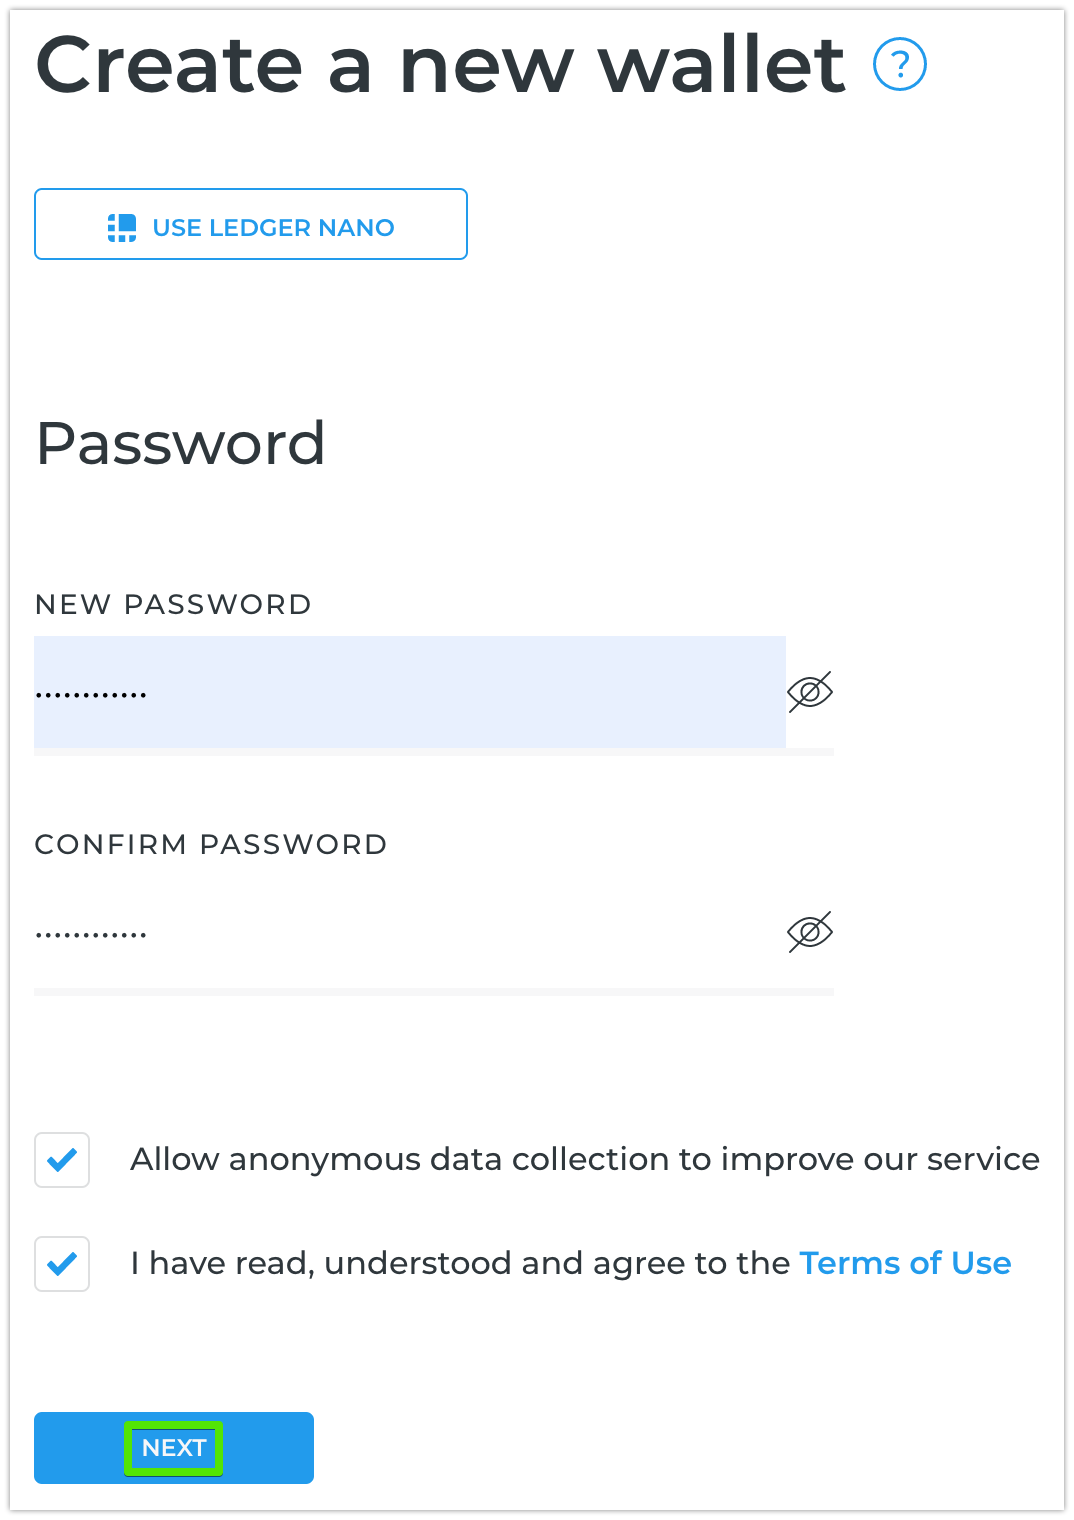 Create a new wallet ?
USE LEDGER NANO
Password
NEW PASSWORD
............
CONFIRM PASSWORD
............
Allow anonymous data collection to improve our service
I have read, understood and agree to the Terms of Use
NEXT